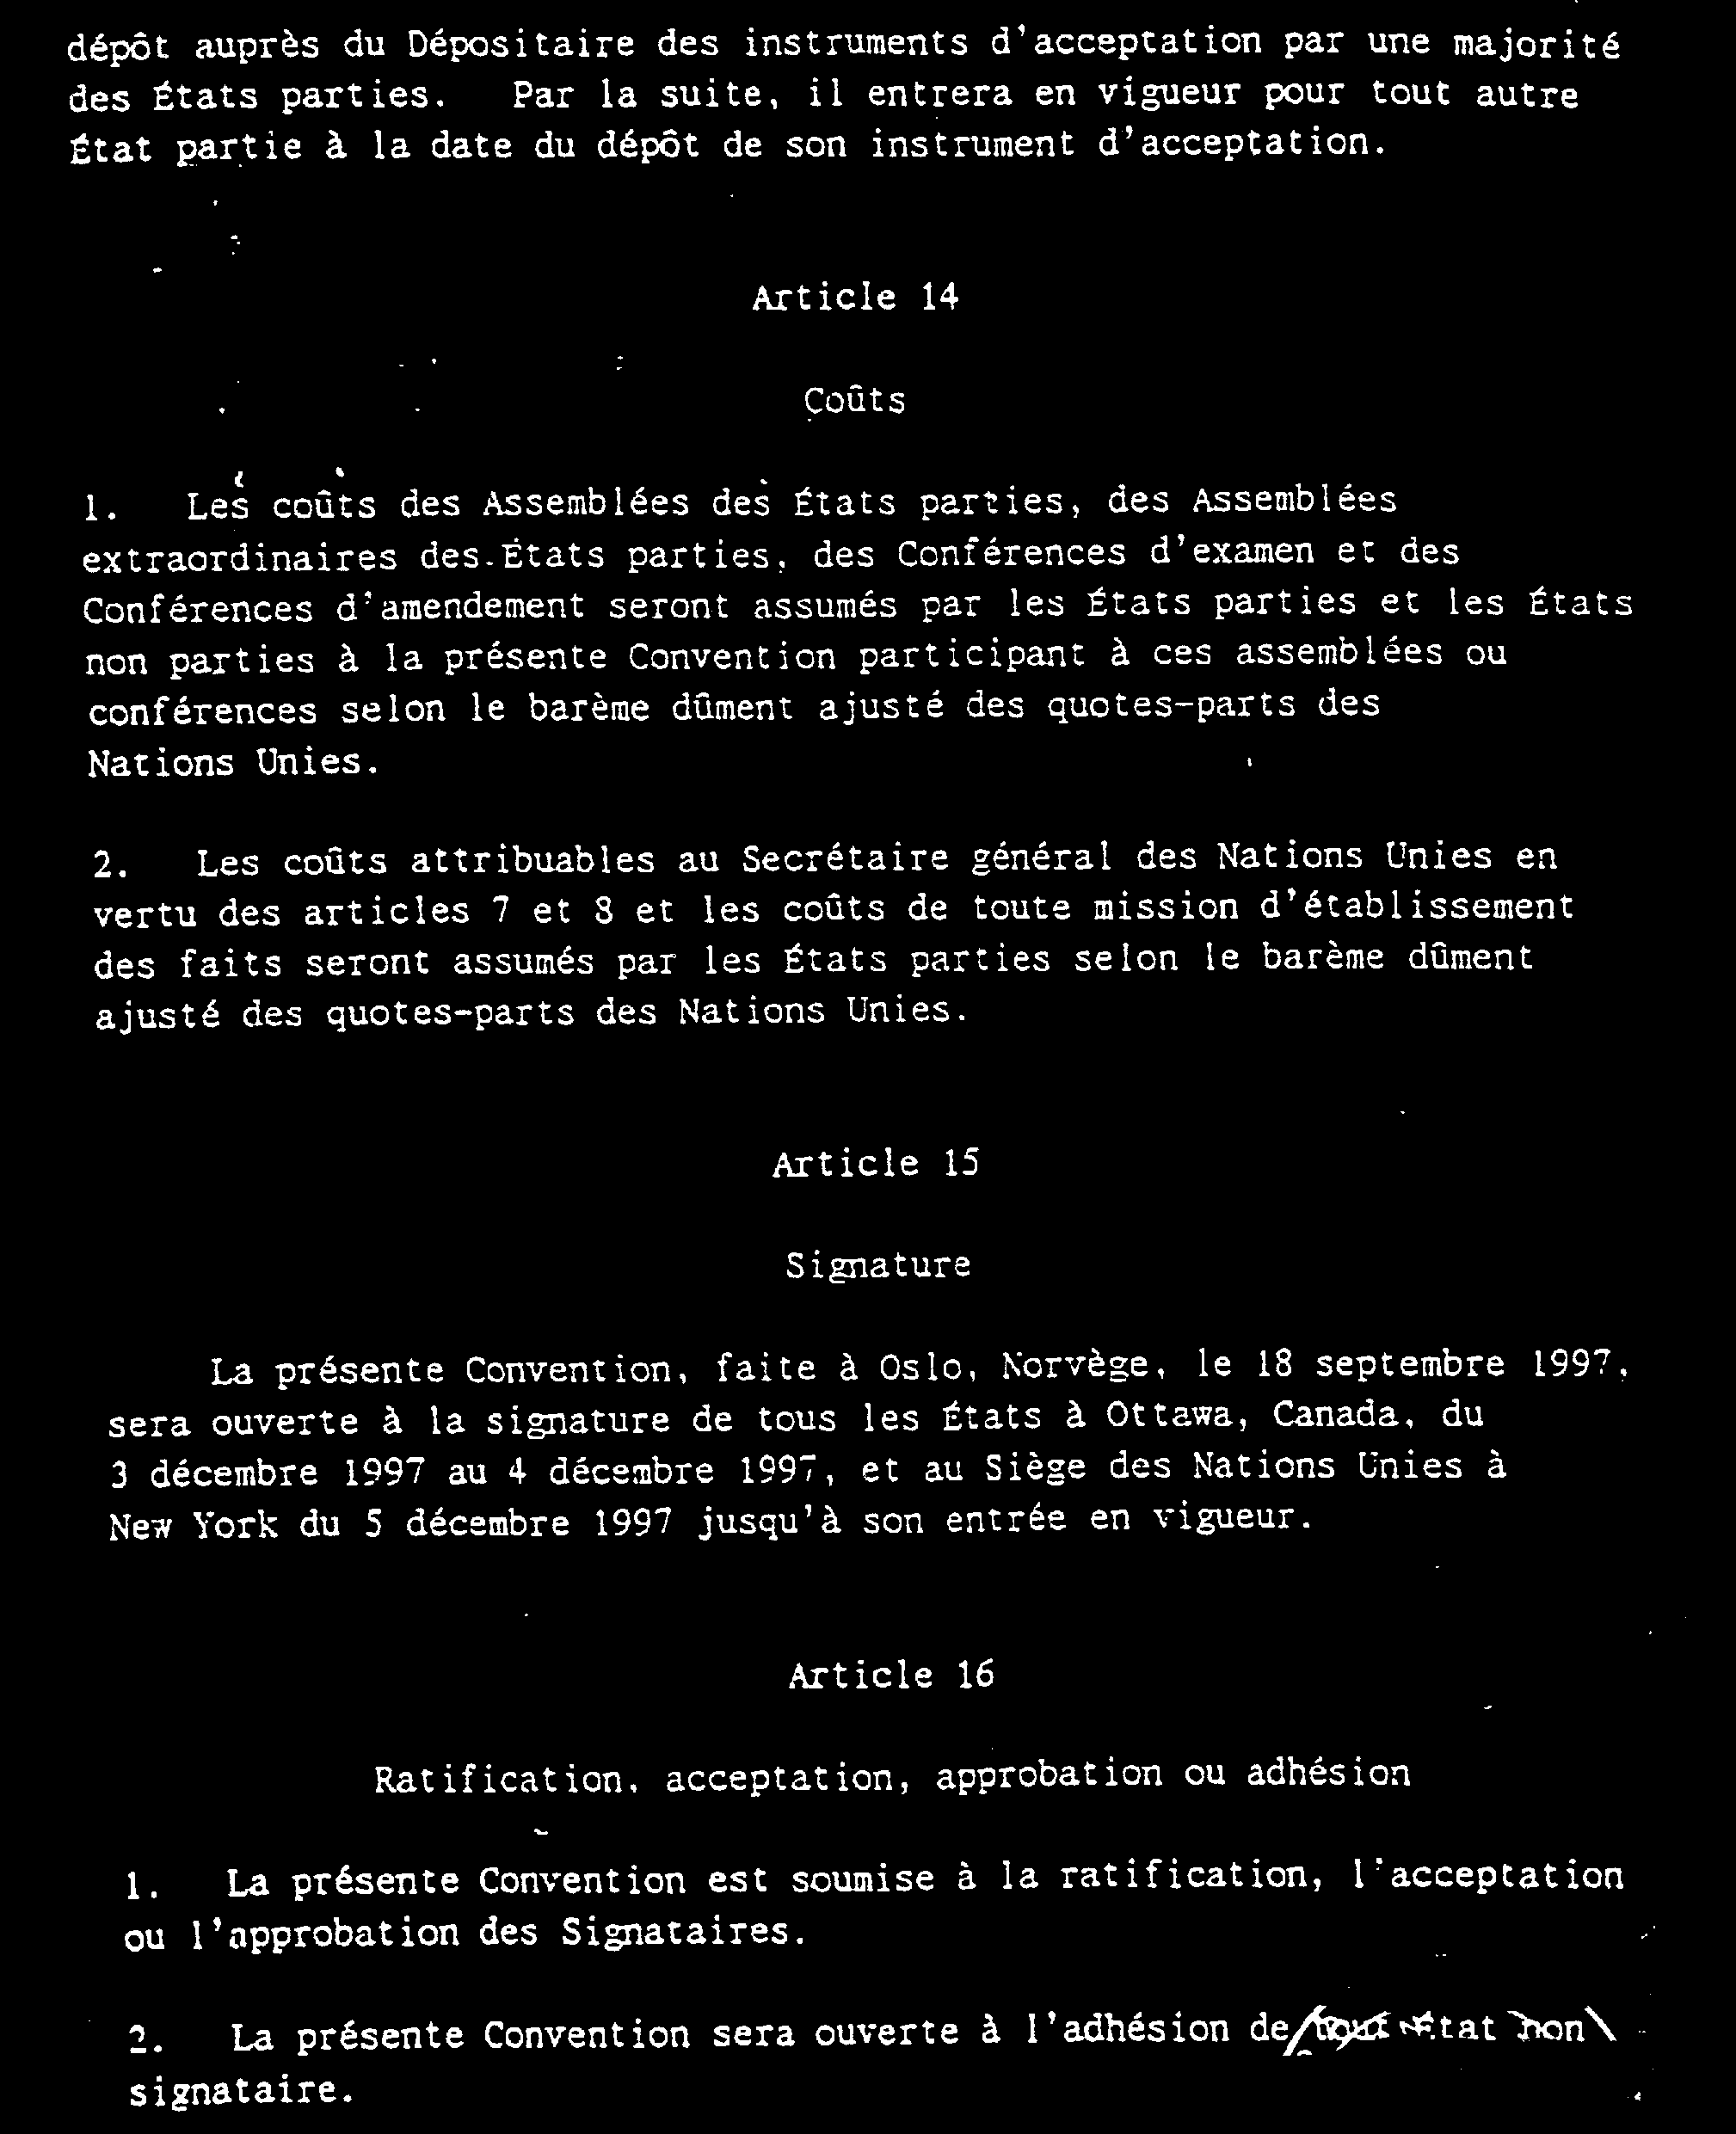 dépôt auprès du Dépositaire des instruments d'acceptation par une majorité
des États parties. Par la suite, il entrera en vigueur pour tout autre
État partie à la date du dépôt de son instrument d'acceptation.
Article 14
Coûts
1. Les coûts des Assemblées des États parties, des Assemblées
extraordinaires des États parties, des Conférences d'examen et des
Conférences d'amendement seront assumés par les États parties et les États
non parties à la présente Convention participant à ces assemblées ou
conférences selon le barème dûment ajusté des quotes-parts des
Nations Unies.
2. Les coûts attribuables au Secrétaire général des Nations Unies en
vertu des articles 7 et 8 et les coûts de toute mission d'établissement
des faits seront assumés par les États parties selon le barème dûment
ajusté des quotes-parts des Nations Unies.
Article 15
Signature
La présente Convention, faite à Oslo, Norvège, le 18 septembre 1997,
sera ouverte à la signature de tous les États à Ottawa, Canada, du
3 décembre 1997 au 4 décembre 1997, et au Siège des Nations Unies à
New York du 5 décembre 1997 jusqu'à son entrée en vigueur.
Article 16
Ratification, acceptation, approbation ou adhésion
1. La présente Convention est soumise à la ratification, l'acceptation
ou l'approbation des Signataires.
2. La présente Convention sera ouverte à l'adhésion de tout État non
signataire.